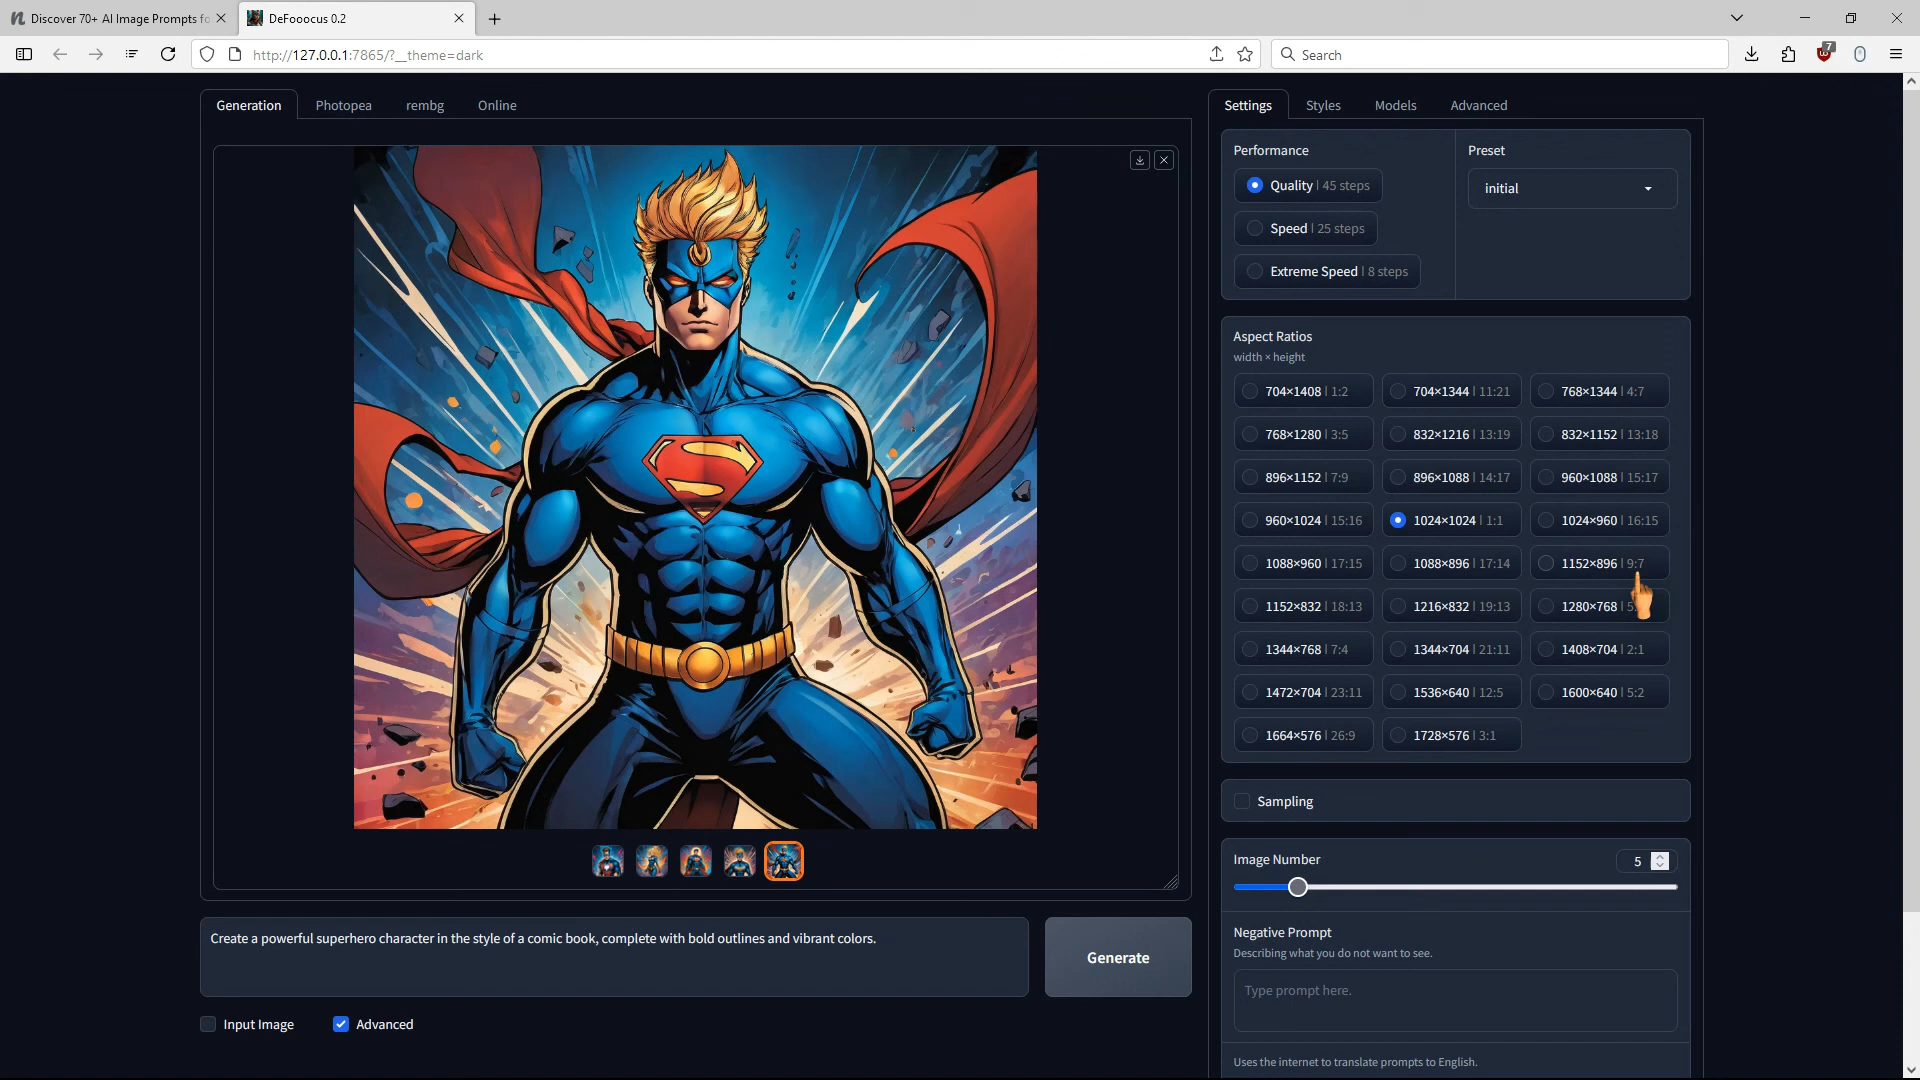 Discover 70+ AI Image Prompts fo
DeFooocus 0.2
http://127.0.0.1:7865/?__theme=dark
Search
7
Generation
Photopea
rembg
Online
Settings
Styles
Models
Advanced
Performance
Quality | 45 steps
Speed | 25 steps
Extreme Speed | 8 steps
Preset
initial
Aspect Ratios
width × height
704×1408 | 1:2
704×1344 | 11:21
768×1344 | 4:7
768×1280 | 3:5
832×1216 | 13:19
832×1152 | 13:18
896×1152 | 7:9
896×1088 | 14:17
960×1088 | 15:17
960×1024 | 15:16
1024×1024 | 1:1
1024×960 | 16:15
1088×960 | 17:15
1088×896 | 17:14
1152×896 | 9:7
1152×832 | 18:13
1216×832 | 19:13
1280×768 | 5:
1344×768 | 7:4
1344×704 | 21:11
1408×704 | 2:1
1472×704 | 23:11
1536×640 | 12:5
1600×640 | 5:2
1664×576 | 26:9
1728×576 | 3:1
Sampling
Image Number
5
Negative Prompt
Describing what you do not want to see.
Type prompt here.
Uses the internet to translate prompts to English.
S
Create a powerful superhero character in the style of a comic book, complete with bold outlines and vibrant colors.
Generate
Input Image
Advanced